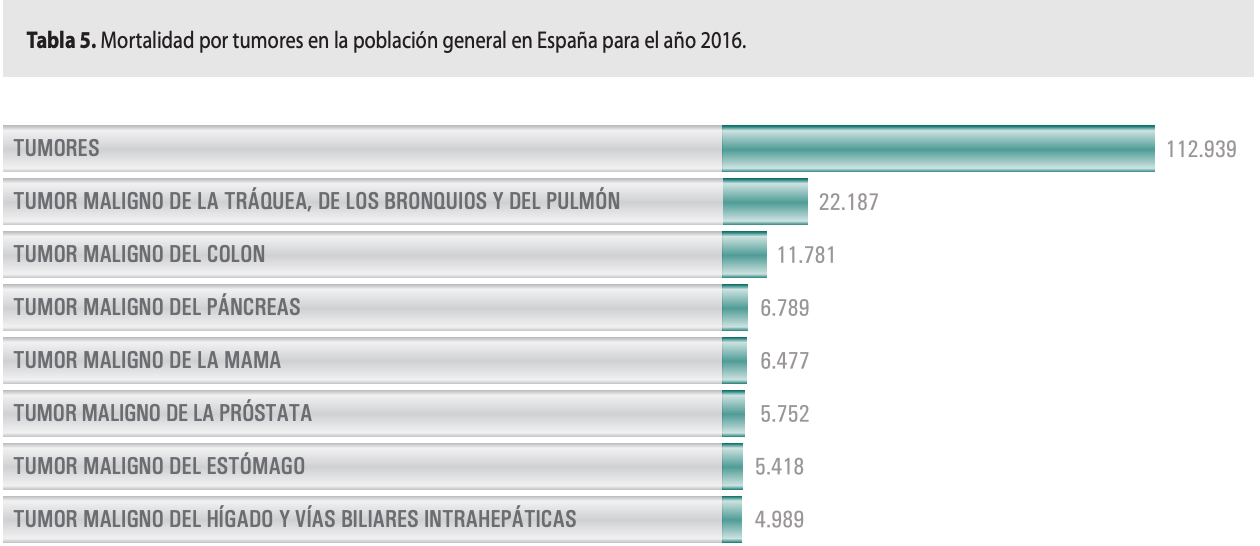 Tabla 5. Mortalidad por tumores en la población general en España para el año 2016.
TUMORES 112.939
TUMOR MALIGNO DE LA TRÁQUEA, DE LOS BRONQUIOS Y DEL PULMÓN 22.187
TUMOR MALIGNO DEL COLON 11.781
TUMOR MALIGNO DEL PÁNCREAS 6.789
TUMOR MALIGNO DE LA MAMA 6.477
TUMOR MALIGNO DE LA PRÓSTATA 5.752
TUMOR MALIGNO DEL ESTÓMAGO 5.418
TUMOR MALIGNO DEL HÍGADO Y VÍAS BILIARES INTRAHEPÁTICAS 4.989